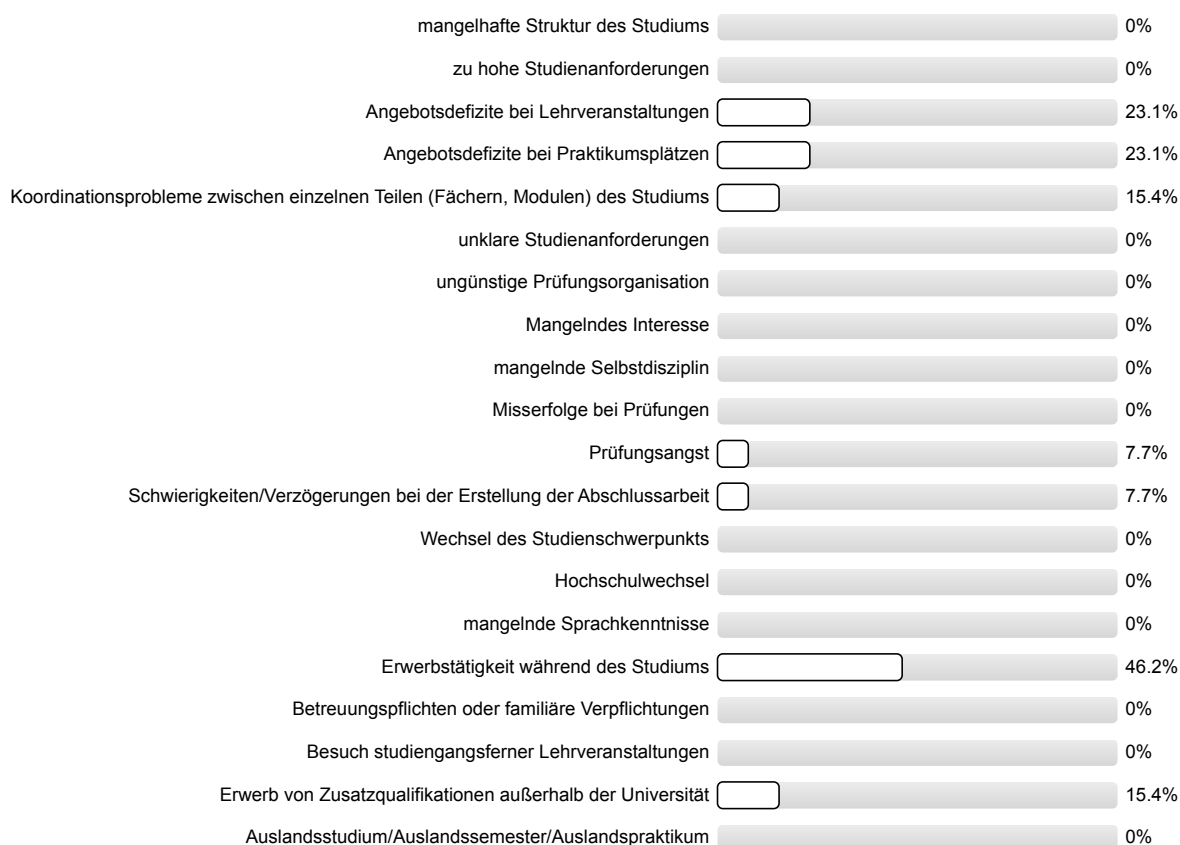 mangelhafte Struktur des Studiums 0%
zu hohe Studienanforderungen 0%
Angebotsdefizite bei Lehrveranstaltungen 23.1%
Angebotsdefizite bei Praktikumsplätzen 23.1%
Koordinationsprobleme zwischen einzelnen Teilen (Fächern, Modulen) des Studiums 15.4%
unklare Studienanforderungen 0%
ungünstige Prüfungsorganisation 0%
Mangelndes Interesse 0%
mangelnde Selbstdisziplin 0%
Misserfolge bei Prüfungen 0%
Prüfungsangst 7.7%
Schwierigkeiten/Verzögerungen bei der Erstellung der Abschlussarbeit 7.7%
Wechsel des Studienschwerpunkts 0%
Hochschulwechsel 0%
mangelnde Sprachkenntnisse 0%
Erwerbstätigkeit während des Studiums 46.2%
Betreuungspflichten oder familiäre Verpflichtungen 0%
Besuch studiengangsferner Lehrveranstaltungen 0%
Erwerb von Zusatzqualifikationen außerhalb der Universität 15.4%
Auslandsstudium/Auslandssemester/Auslandspraktikum 0%